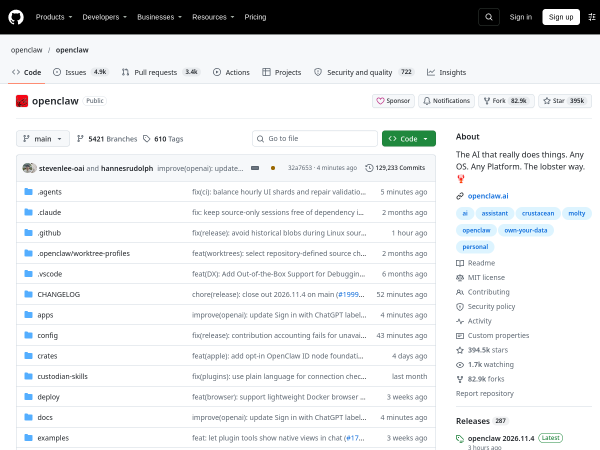 Product Developers Businesses Resources Pricing Sign in Sign up
openclaw / openclaw
Code Issues 4.9k Pull requests 3.4k Actions Projects Security and quality 722 Insights
openclaw Public Sponsor Notifications Fork 82.9k Star 395k
main 5421 Branches 610 Tags Go to file Code
stevenlee-oai and hannesrudolph improve(openai): update... 32a7653 · 4 minutes ago 129,233 Commits
.agents fix(ci): balance hourly UI shards and repair validatio... 5 minutes ago
.claude fix: keep source-only sessions free of dependency i... 2 months ago
.github fix(release): avoid historical blobs during Linux sour... 1 hour ago
.openclaw/worktree-profiles feat(worktrees): select repository-defined source ch... 2 months ago
.vscode feat(DX): Add Out-of-the-Box Support for Debuggin... 6 months ago
CHANGELOG chore(release): close out 2026.11.4 on main (#1999... 52 minutes ago
apps improve(openai): update Sign in with ChatGPT label... 4 minutes ago
config fix(release): contribution accounting fails for unavai... 43 minutes ago
crates feat(apple): add opt-in OpenClaw ID node foundati... 4 days ago
custodian-skills fix(plugins): use plain language for connection chec... last month
deploy feat(browser): support lightweight Docker browser ... 3 weeks ago
docs improve(openai): update Sign in with ChatGPT label... 4 minutes ago
examples feat: let plugin tools show native views in chat (#17... 3 weeks ago
About
The AI that really does things. Any
OS. Any Platform. The lobster way.
openclaw.ai
ai assistant crustacean molty
openclaw own-your-data
personal
Readme
MIT license
Contributing
Security policy
Activity
Custom properties
394.5k stars
1.7k watching
82.9k forks
Report repository
Releases 287
openclaw 2026.11.4 Latest
3 hours ago